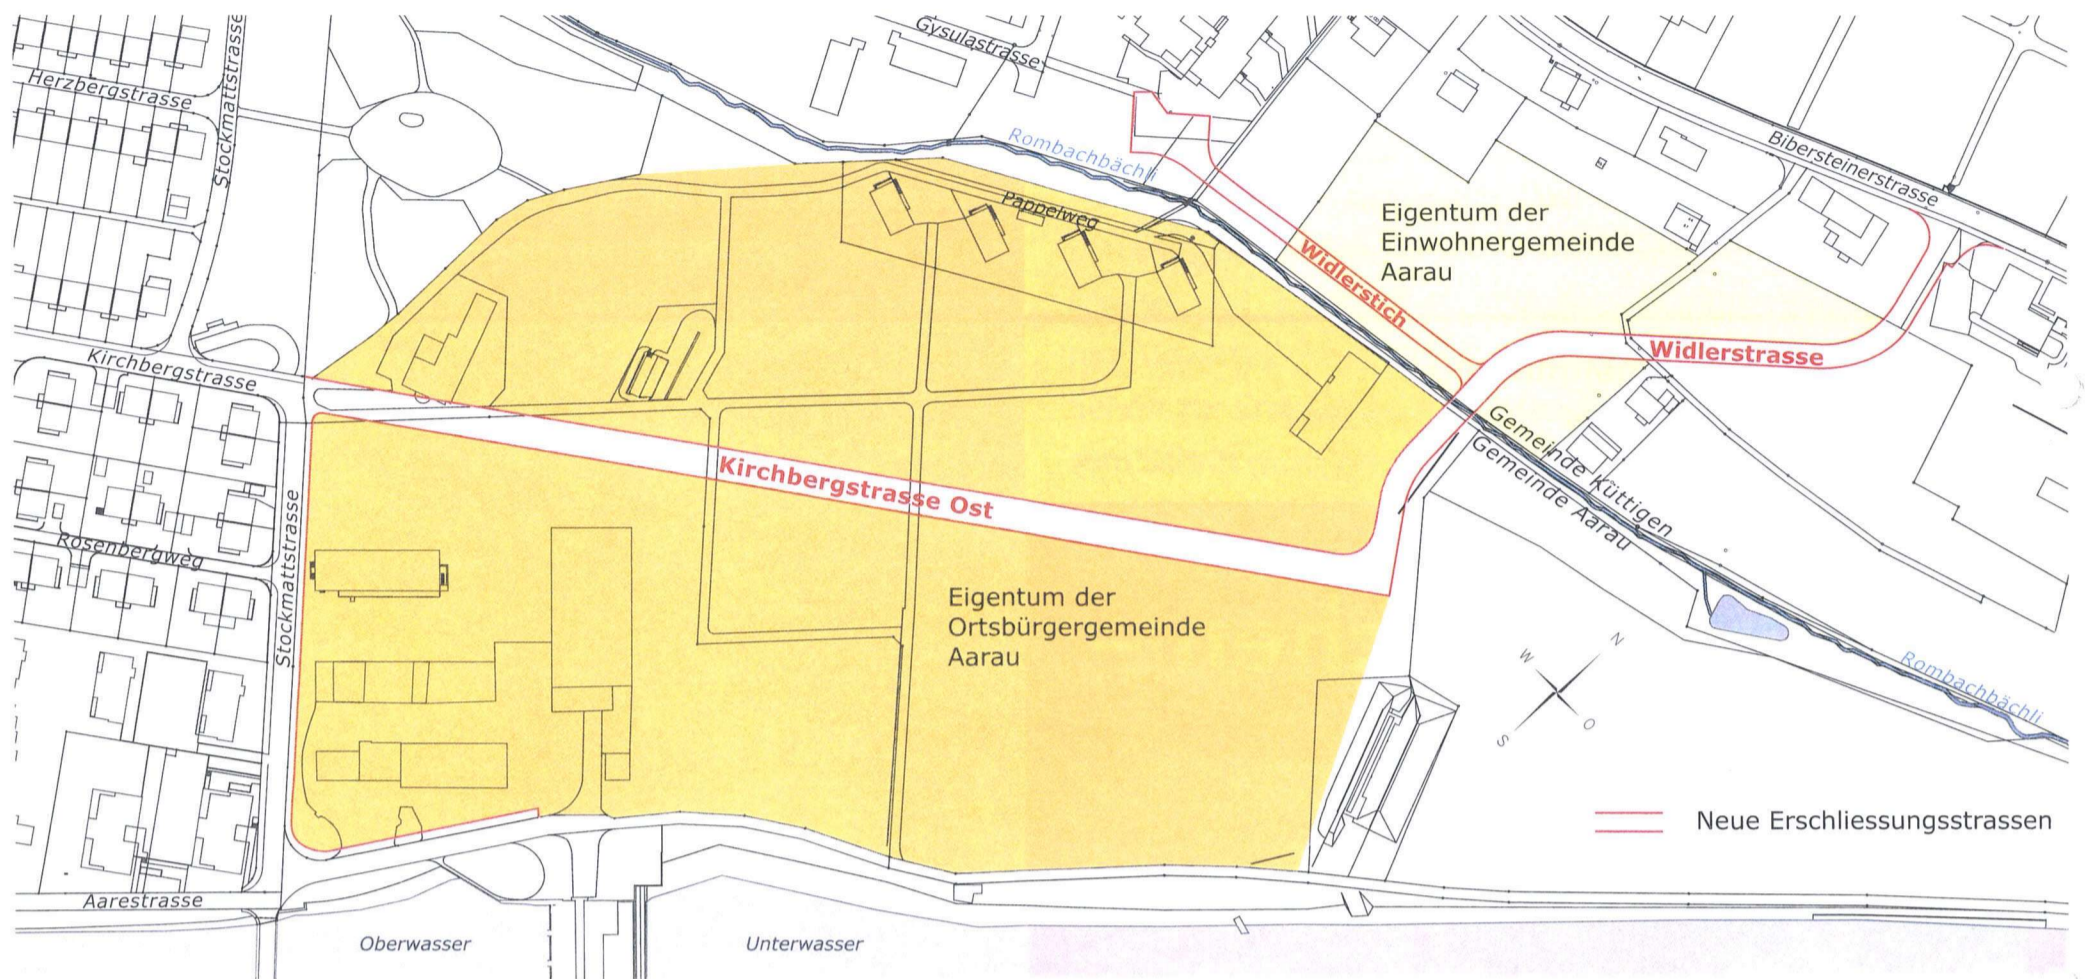 Gysulastrasse
Stockmattstrasse
Herzbergstrasse
Rombachbächli
Bibersteinerstrasse
Pappelweg
Eigentum der
Einwohnergemeinde
Aarau
Widlerstich
Widlerstrasse
Kirchbergstrasse
Gemeinde Küttigen
Gemeinde Aarau
Kirchbergstrasse Ost
Stockmattstrasse
Rosenbergweg
Eigentum der
Ortsbürgergemeinde
Aarau
N
W
O
S
Rombachbächli
Neue Erschliessungsstrassen
Aarestrasse
Oberwasser
Unterwasser